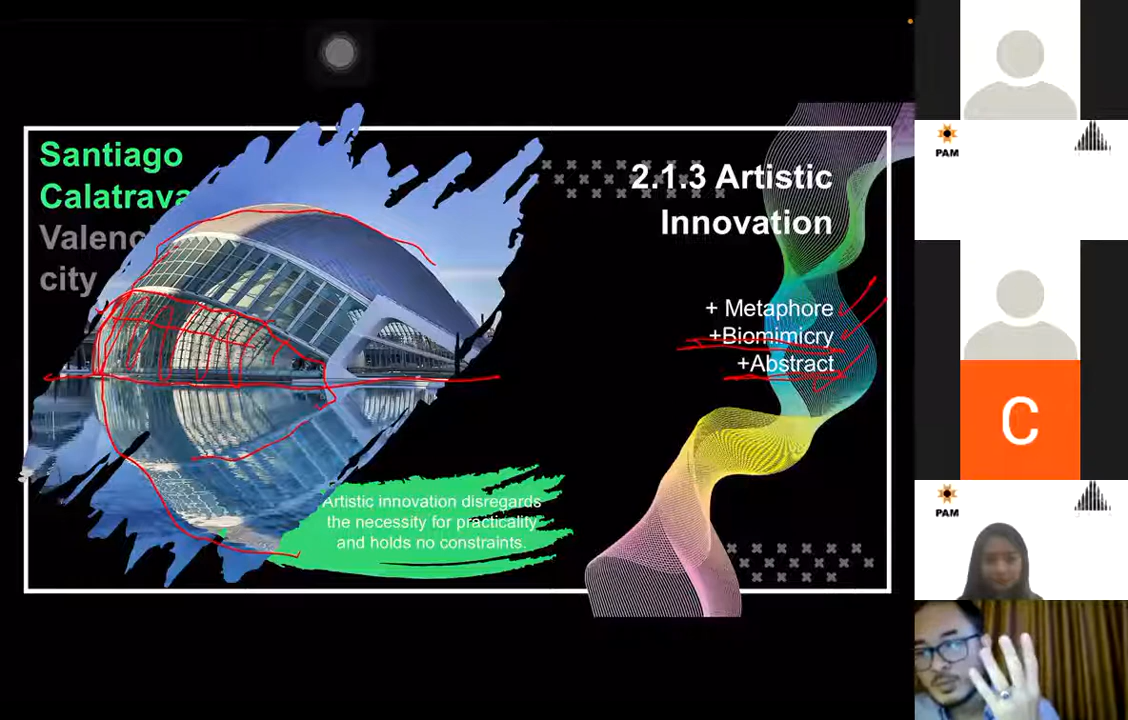 Santiago
Calatrava
Valenc
city
2.1.3 Artistic
Innovation
+ Metaphore
+Biomimicry
+Abstract
Artistic innovation disregards
the necessity for practicality
and holds no constraints.
PAM
C
PAM